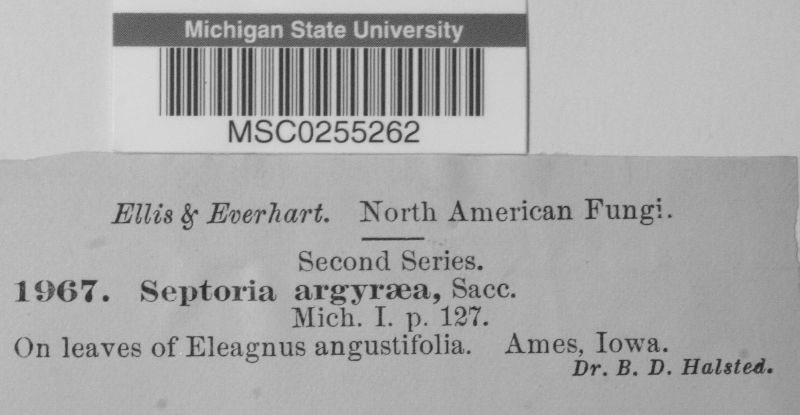 Michigan State University
MSC0255262
Ellis & Everhart. North American Fungi.
Second Series.
1967. Septoria argyræa, Sacc.
Mich. I. p. 127.
On leaves of Eleagnus angustifolia. Ames, Iowa.
Dr. B. D. Halsted.